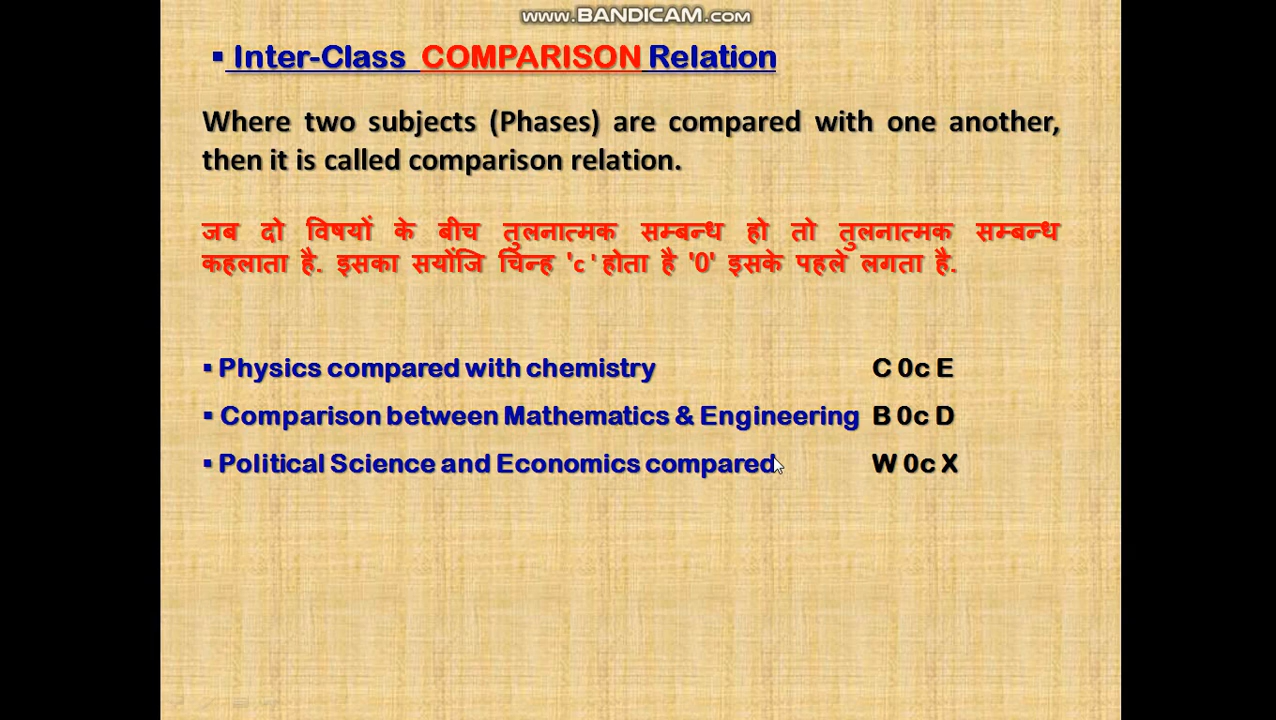 www.BANDICAM.com
▪ Inter-Class COMPARISON Relation
Where two subjects (Phases) are compared with one another,
then it is called comparison relation.
जब दो विषयों के बीच तुलनात्मक सम्बन्ध हो तो तुलनात्मक सम्बन्ध
कहलाता है. इसका सयोंजि चिन्ह 'c ' होता है '0' इसके पहले लगता है.
▪ Physics compared with chemistry C 0c E
▪ Comparison between Mathematics & Engineering B 0c D
▪ Political Science and Economics compared W 0c X